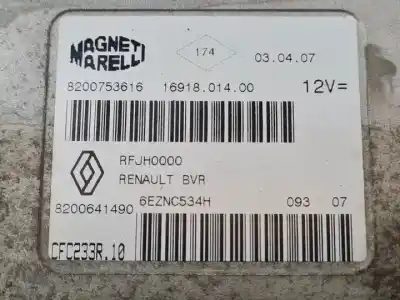 MAGNETI
MARELLI
174
03.04.07
8200753616 16918.014.00 12V=
RFJH0000
RENAULT BVR
8200641490 6EZNC534H 093 07
CFC233R.10